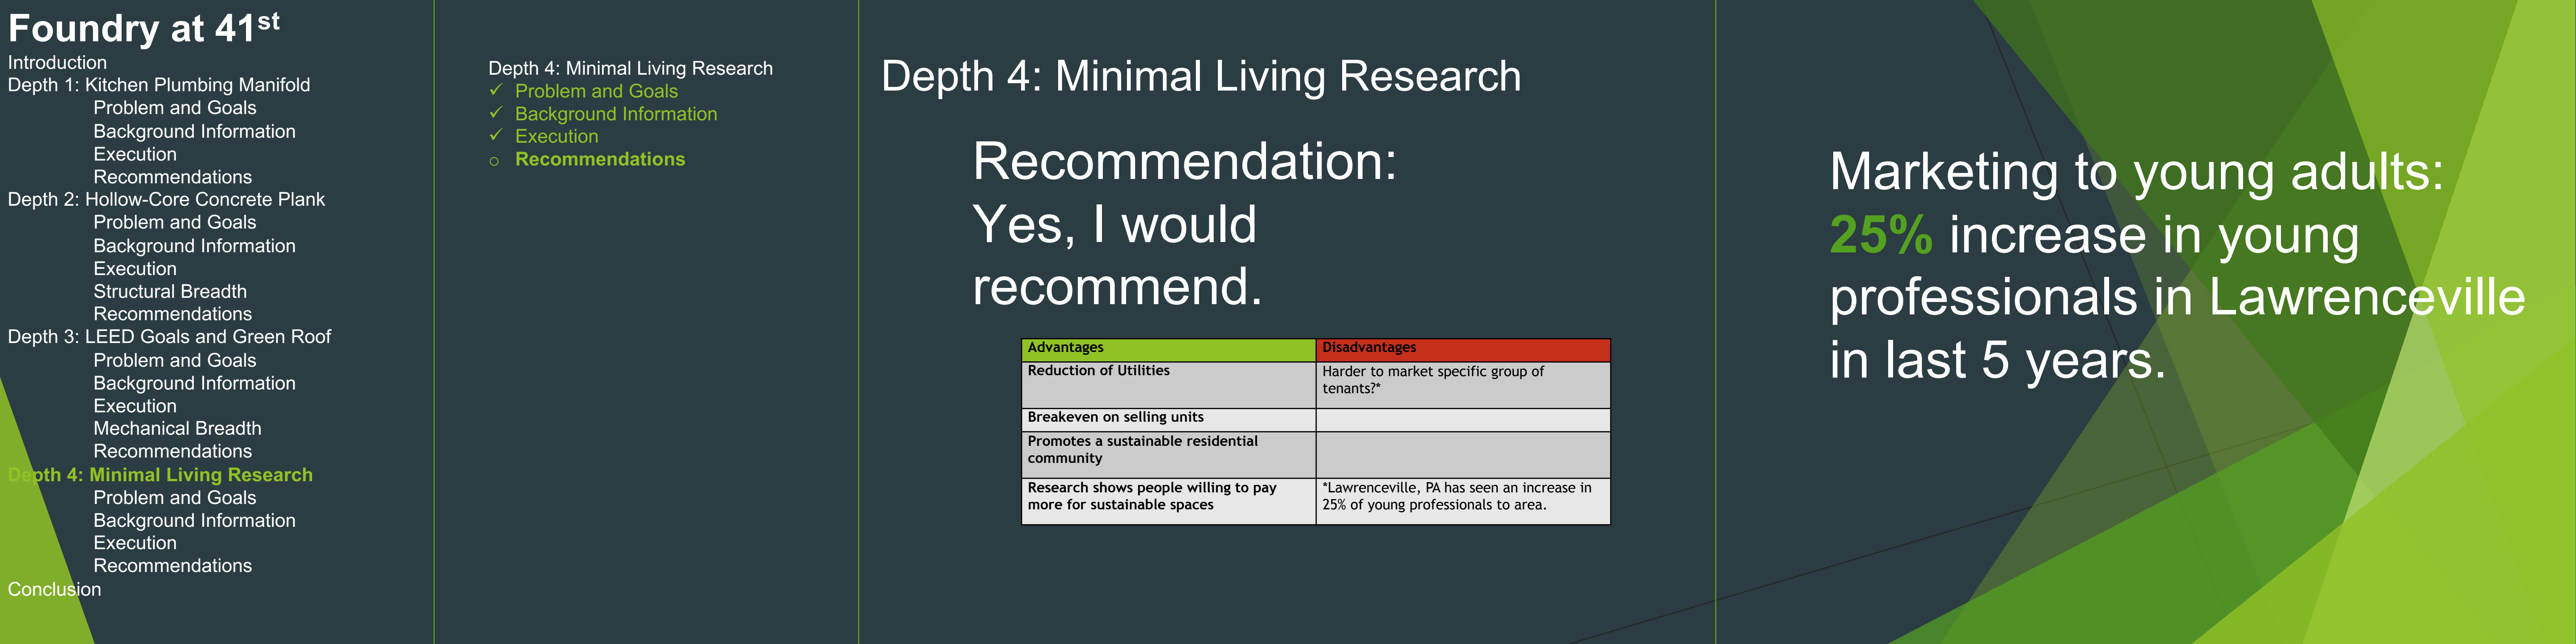 Foundry at 41st
Introduction
Depth 1: Kitchen Plumbing Manifold
Problem and Goals
Background Information
Execution
Recommendations
Depth 2: Hollow-Core Concrete Plank
Problem and Goals
Background Information
Execution
Structural Breadth
Recommendations
Depth 3: LEED Goals and Green Roof
Problem and Goals
Background Information
Execution
Mechanical Breadth
Recommendations
Depth 4: Minimal Living Research
Problem and Goals
Background Information
Execution
Recommendations
Conclusion
Depth 4: Minimal Living Research
✓ Problem and Goals
✓ Background Information
✓ Execution
o Recommendations
Depth 4: Minimal Living Research
Recommendation:
Yes, I would
recommend.
Advantages
Disadvantages
Reduction of Utilities
Harder to market specific group of
tenants?*
Breakeven on selling units
Promotes a sustainable residential
community
Research shows people willing to pay
more for sustainable spaces
*Lawrenceville, PA has seen an increase in
25% of young professionals to area.
Marketing to young adults:
25% increase in young
professionals in Lawrenceville
in last 5 years.